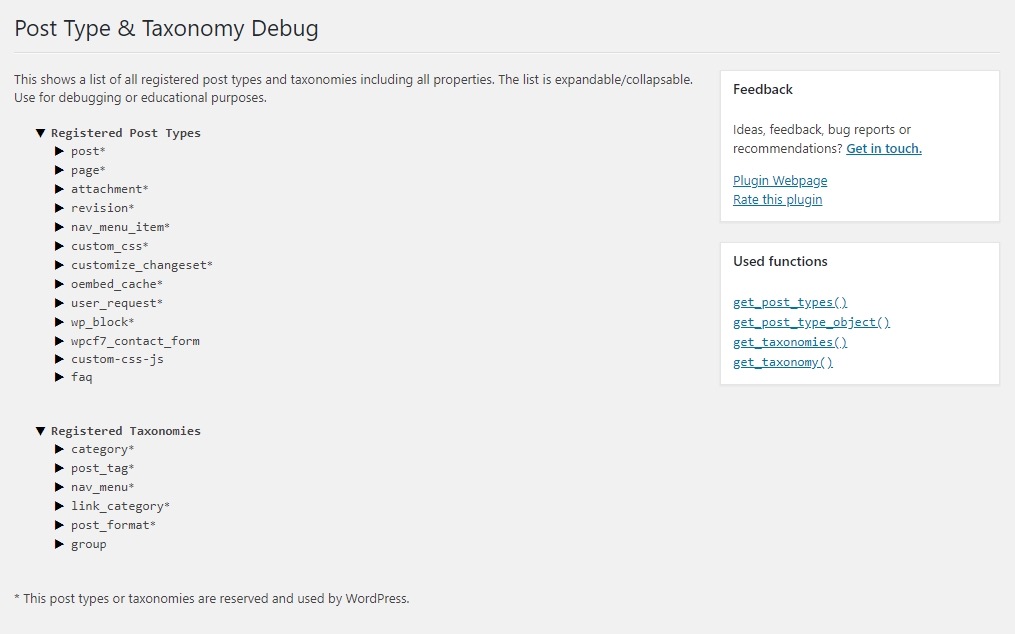 Post Type & Taxonomy Debug
This shows a list of all registered post types and taxonomies including all properties. The list is expandable/collapsable.
Use for debugging or educational purposes.
▼ Registered Post Types
▶ post*
▶ page*
▶ attachment*
▶ revision*
▶ nav_menu_item*
▶ custom_css*
▶ customize_changeset*
▶ oembed_cache*
▶ user_request*
▶ wp_block*
▶ wpcf7_contact_form
▶ custom-css-js
▶ faq
▼ Registered Taxonomies
▶ category*
▶ post_tag*
▶ nav_menu*
▶ link_category*
▶ post_format*
▶ group
* This post types or taxonomies are reserved and used by WordPress.
Feedback
Ideas, feedback, bug reports or
recommendations? Get in touch.
Plugin Webpage
Rate this plugin
Used functions
get_post_types()
get_post_type_object()
get_taxonomies()
get_taxonomy()